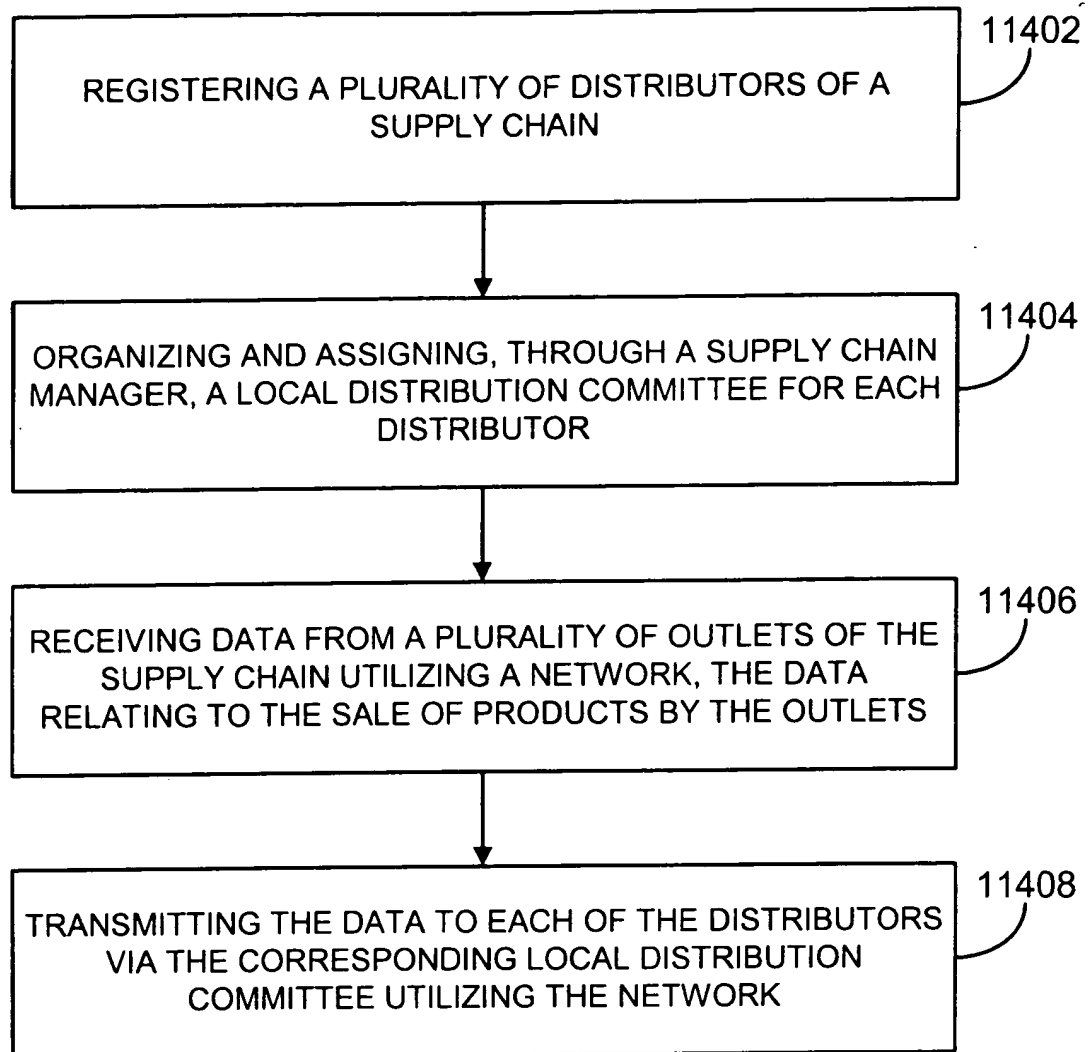 11402
REGISTERING A PLURALITY OF DISTRIBUTORS OF A
SUPPLY CHAIN
11404
ORGANIZING AND ASSIGNING, THROUGH A SUPPLY CHAIN
MANAGER, A LOCAL DISTRIBUTION COMMITTEE FOR EACH
DISTRIBUTOR
11406
RECEIVING DATA FROM A PLURALITY OF OUTLETS OF THE
SUPPLY CHAIN UTILIZING A NETWORK, THE DATA
RELATING TO THE SALE OF PRODUCTS BY THE OUTLETS
11408
TRANSMITTING THE DATA TO EACH OF THE DISTRIBUTORS
VIA THE CORRESPONDING LOCAL DISTRIBUTION
COMMITTEE UTILIZING THE NETWORK